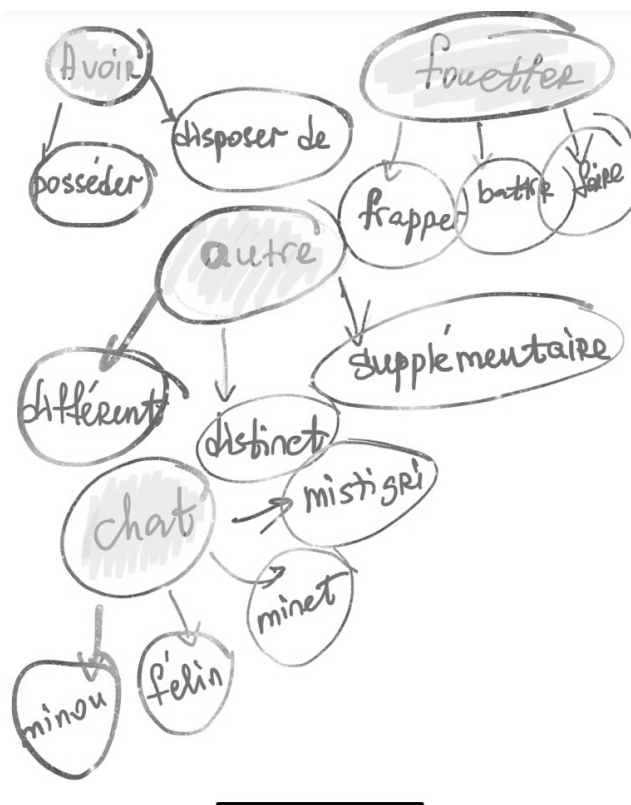 Avoir
fouetter
disposer de
posséder
frapper
battre
faire
autre
supplémentaire
différent
distinct
mistigri
chat
minet
félin
minou